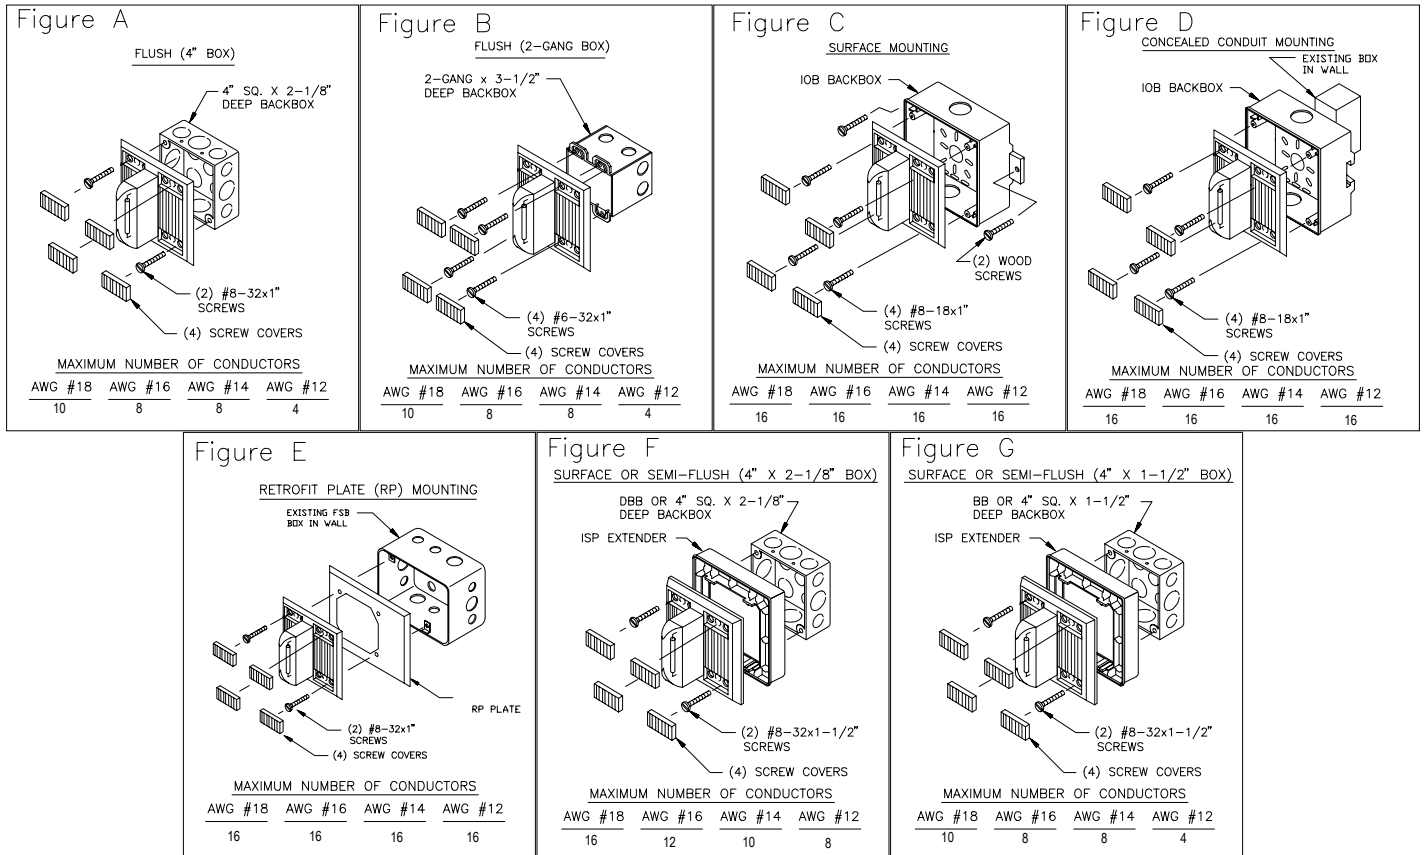 Figure A
FLUSH (4" BOX)
4" SQ. X 2-1/8"
DEEP BACKBOX
(2) #8-32x1"
SCREWS
(4) SCREW COVERS
MAXIMUM NUMBER OF CONDUCTORS
AWG #18 AWG #16 AWG #14 AWG #12
10 8 8 4
Figure B
FLUSH (2-GANG BOX)
2-GANG x 3-1/2"
DEEP BACKBOX
(4) #6-32x1"
SCREWS
(4) SCREW COVERS
MAXIMUM NUMBER OF CONDUCTORS
AWG #18 AWG #16 AWG #14 AWG #12
10 8 8 4
Figure C
SURFACE MOUNTING
IOB BACKBOX
(2) WOOD
SCREWS
(4) #8-18x1"
SCREWS
(4) SCREW COVERS
MAXIMUM NUMBER OF CONDUCTORS
AWG #18 AWG #16 AWG #14 AWG #12
16 16 16 16
Figure D
CONCEALED CONDUIT MOUNTING
EXISTING BOX
IN WALL
IOB BACKBOX
(4) #8-18x1"
SCREWS
(4) SCREW COVERS
MAXIMUM NUMBER OF CONDUCTORS
AWG #18 AWG #16 AWG #14 AWG #12
16 16 16 16
Figure E
RETROFIT PLATE (RP) MOUNTING
EXISTING FSB
BOX IN WALL
RP PLATE
(2) #8-32x1"
SCREWS
(4) SCREW COVERS
MAXIMUM NUMBER OF CONDUCTORS
AWG #18 AWG #16 AWG #14 AWG #12
16 16 16 16
Figure F
SURFACE OR SEMI-FLUSH (4" X 2-1/8" BOX)
DBB OR 4" SQ. X 2-1/8"
DEEP BACKBOX
ISP EXTENDER
(2) #8-32x1-1/2"
SCREWS
(4) SCREW COVERS
MAXIMUM NUMBER OF CONDUCTORS
AWG #18 AWG #16 AWG #14 AWG #12
16 12 10 8
Figure G
SURFACE OR SEMI-FLUSH (4" X 1-1/2" BOX)
BB OR 4" SQ. X 1-1/2"
DEEP BACKBOX
ISP EXTENDER
(2) #8-32x1-1/2"
SCREWS
(4) SCREW COVERS
MAXIMUM NUMBER OF CONDUCTORS
AWG #18 AWG #16 AWG #14 AWG #12
10 8 8 4